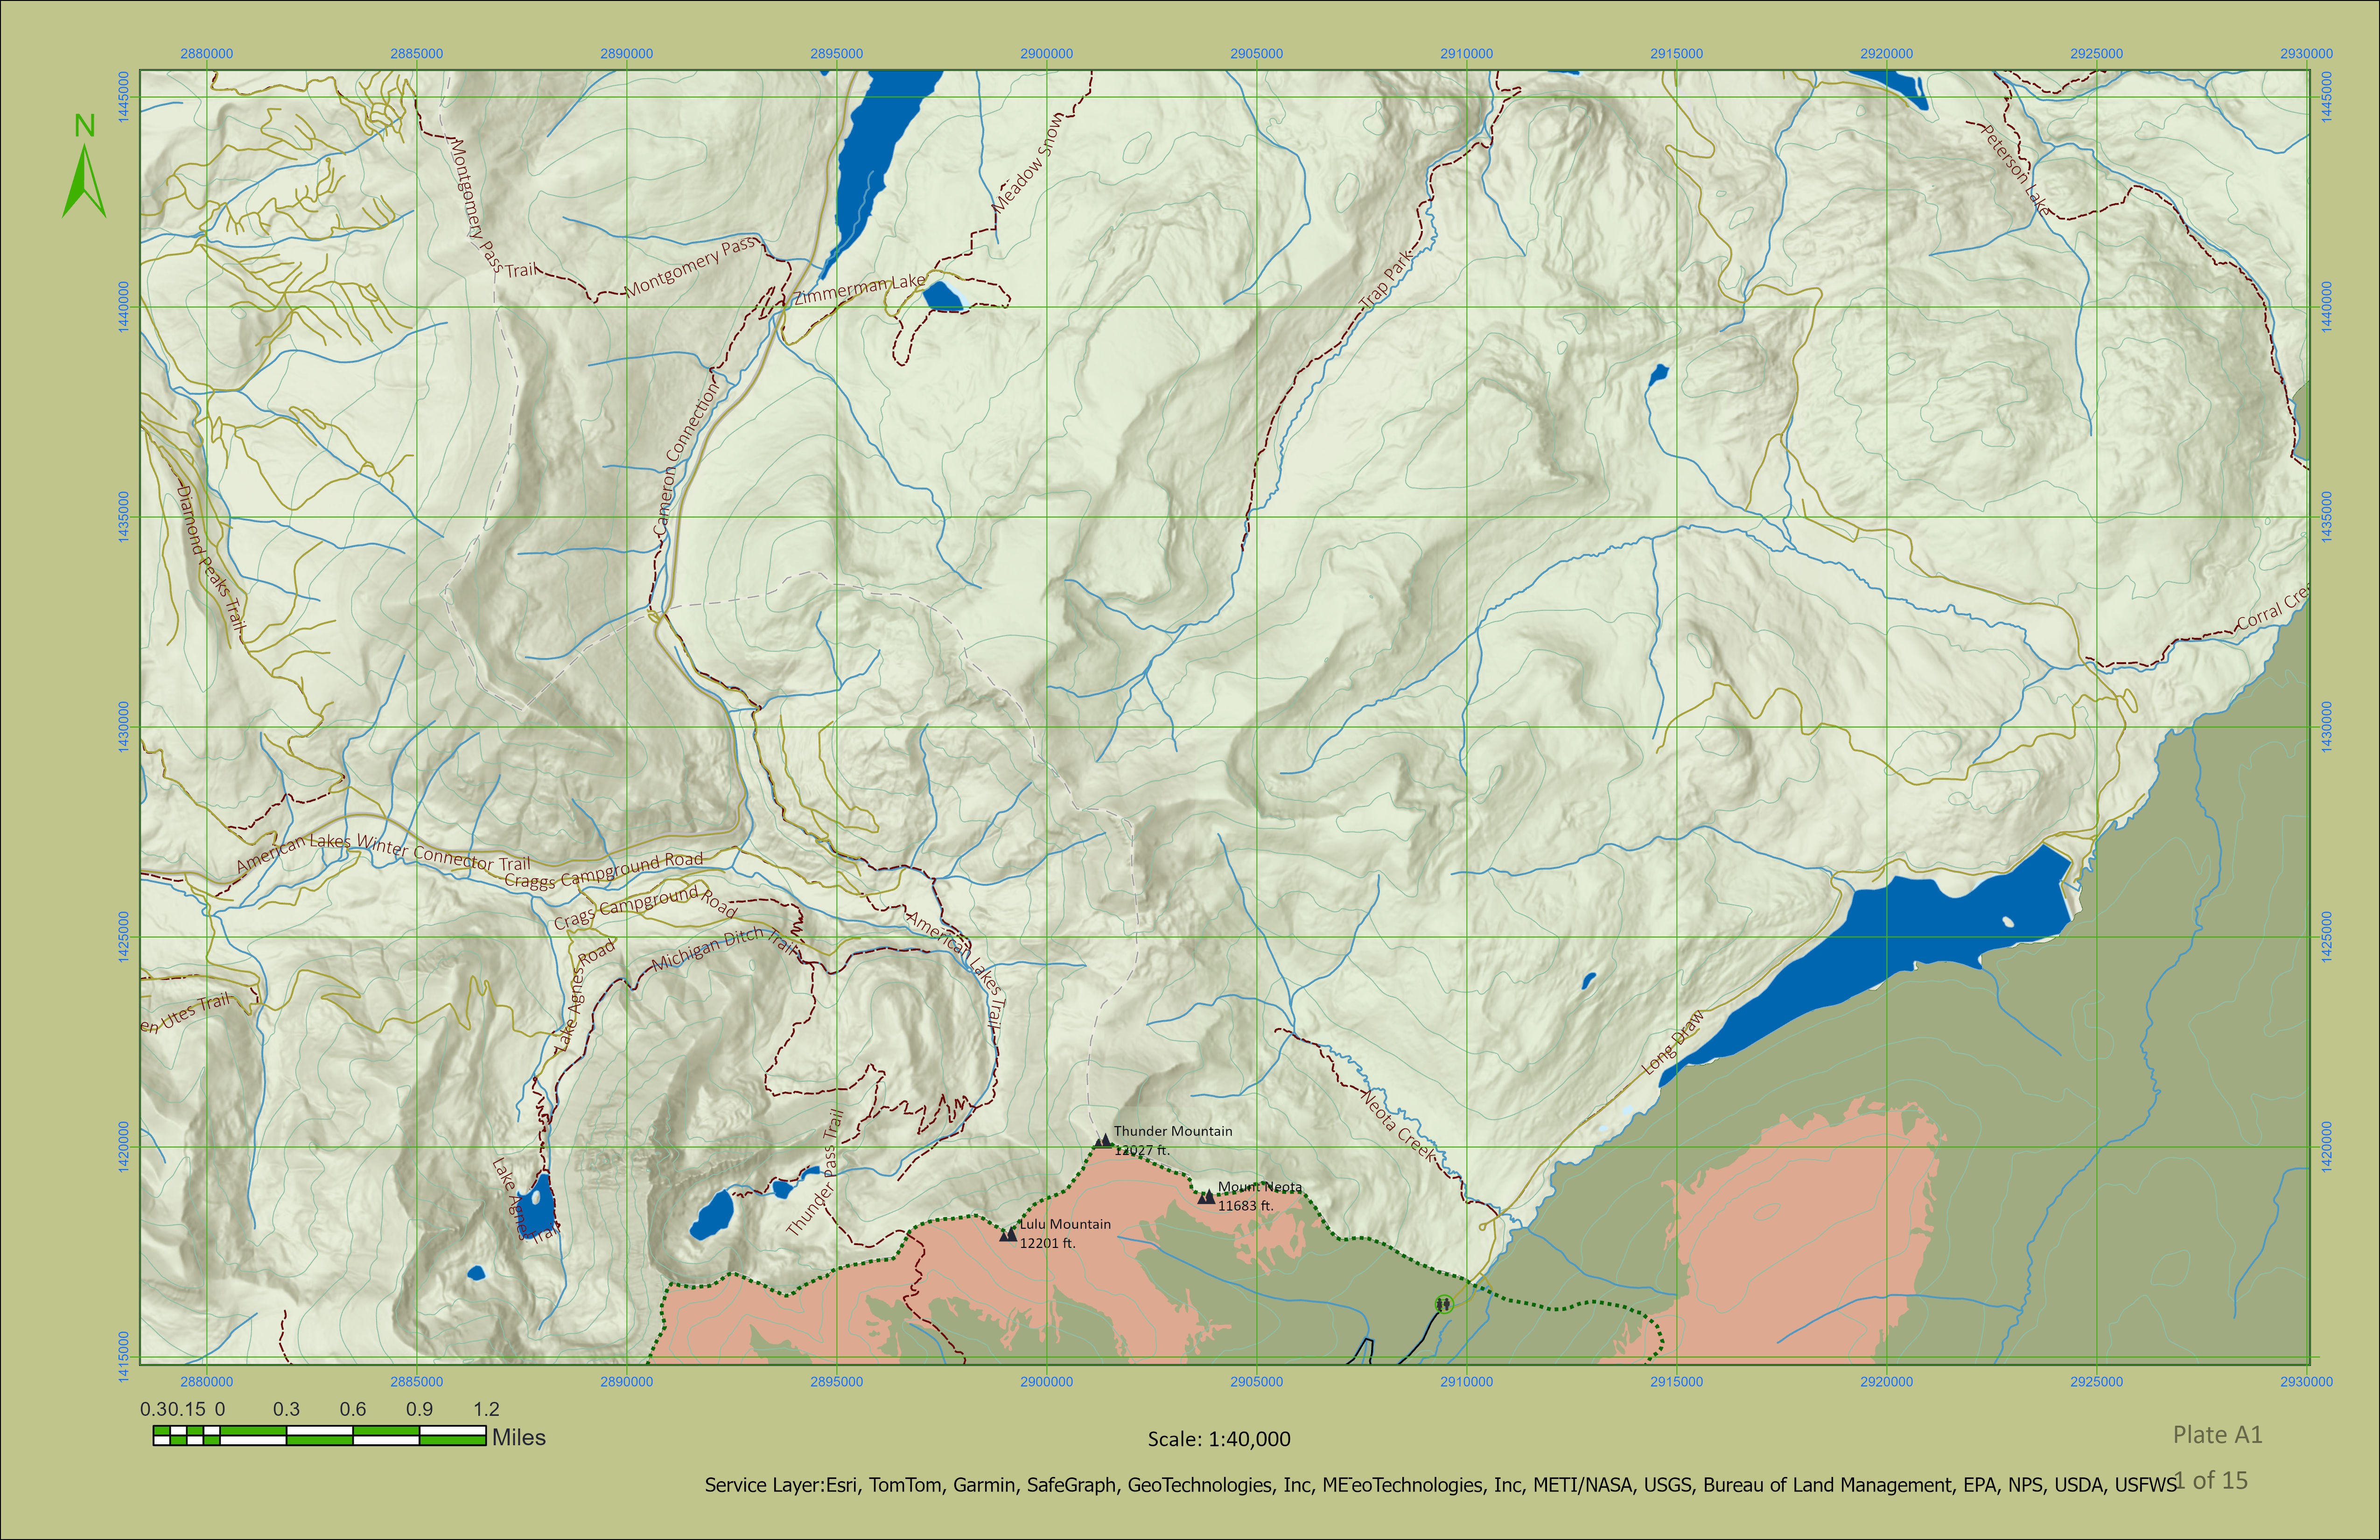 2880000 2885000 2890000 2895000 2900000 2905000 2910000 2915000 2920000 2925000 2930000
N
1445000
1440000
1435000
1430000
1425000
1420000
1415000
1445000
1440000
1435000
1430000
1425000
1420000
Montgomery Pass
Trail
Montgomery Pass
Meadow Snow
Zimmerman Lake
Trap Park
Peterson Lake
Cameron Connection
Diamond Peaks Trail
Corral Cre
American Lakes Winter Connector Trail
Craggs Campground Road
Crags Campground Road
Michigan Ditch Trail
American Lakes Trail
Lake Agnes Road
en Utes Trail
Long Draw
Neota Creek
Thunder Pass Trail
Lake Agnes Trail
Thunder Mountain
12027 ft.
Mount Neota
11683 ft.
Lulu Mountain
12201 ft.
2880000 2885000 2890000 2895000 2900000 2905000 2910000 2915000 2920000 2925000 2930000
0.30.15 0 0.3 0.6 0.9 1.2
Miles
Scale: 1:40,000
Plate A1
1 of 15
Service Layer:Esri, TomTom, Garmin, SafeGraph, GeoTechnologies, Inc, METI/NASA, USGS, Bureau of Land Management, EPA, NPS, USDA, USFWS